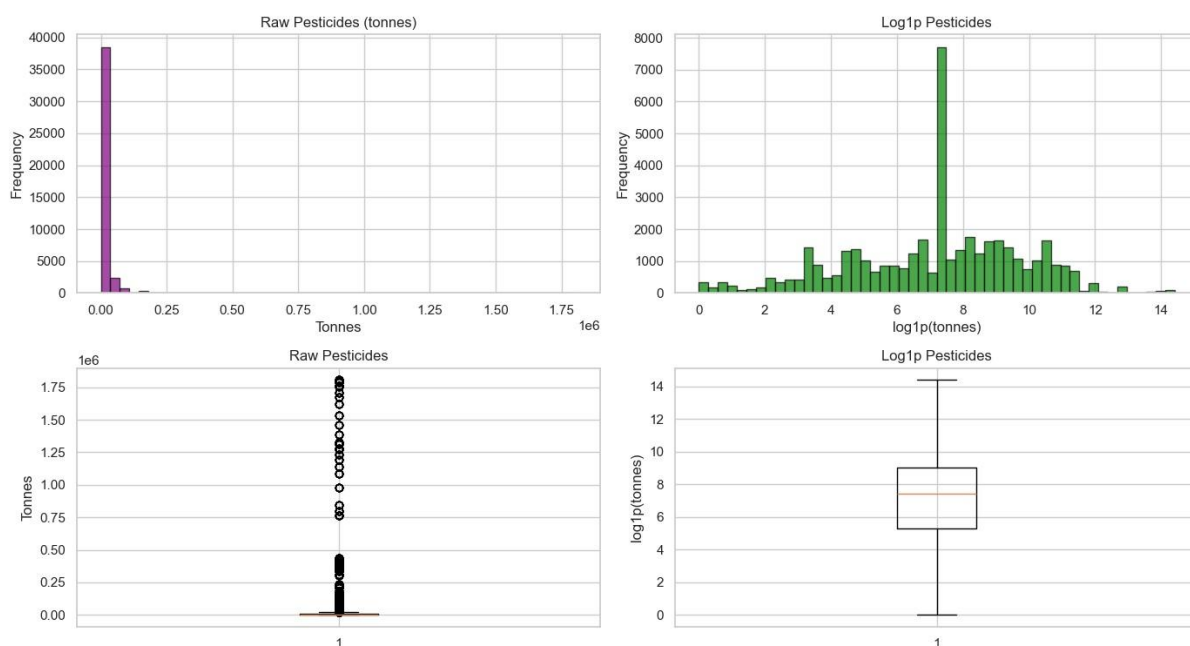 Raw Pesticides (tonnes)
40000
35000
30000
25000
20000
15000
10000
5000
0
Frequency
0.00 0.25 0.50 0.75 1.00 1.25 1.50 1.75
1e6
Tonnes
Log1p Pesticides
8000
7000
6000
5000
4000
3000
2000
1000
0
Frequency
0 2 4 6 8 10 12 14
log1p(tonnes)
Raw Pesticides
1e6
1.75
1.50
1.25
1.00
0.75
0.50
0.25
0.00
Tonnes
1
Log1p Pesticides
14
12
10
8
6
4
2
0
log1p(tonnes)
1